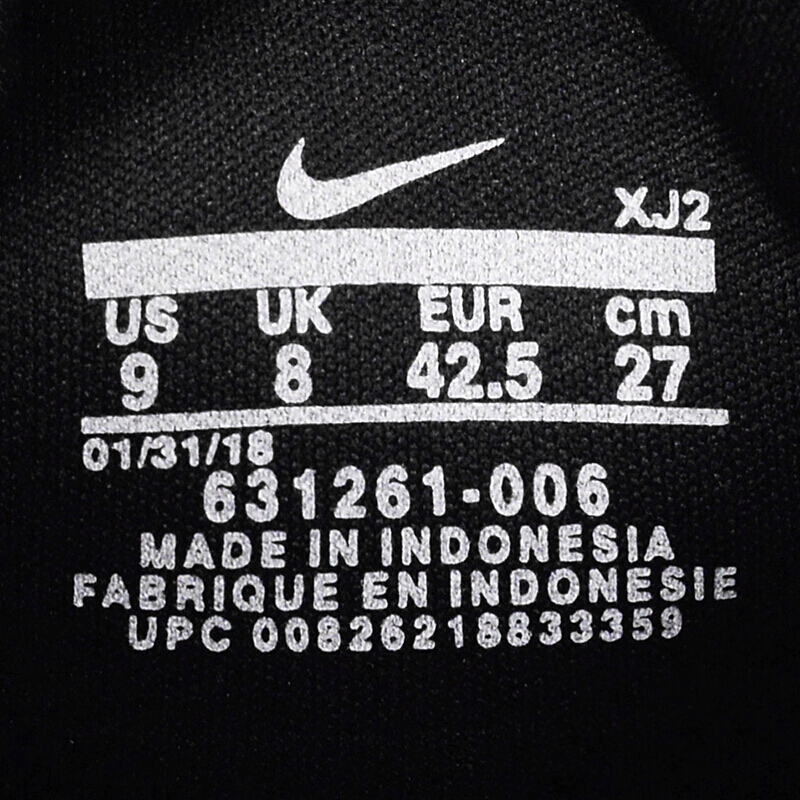 XJ2
US UK EUR cm
9 8 42.5 27
01/31/18
631261-006
MADE IN INDONESIA
FABRIQUE EN INDONESIE
UPC 00826218833359